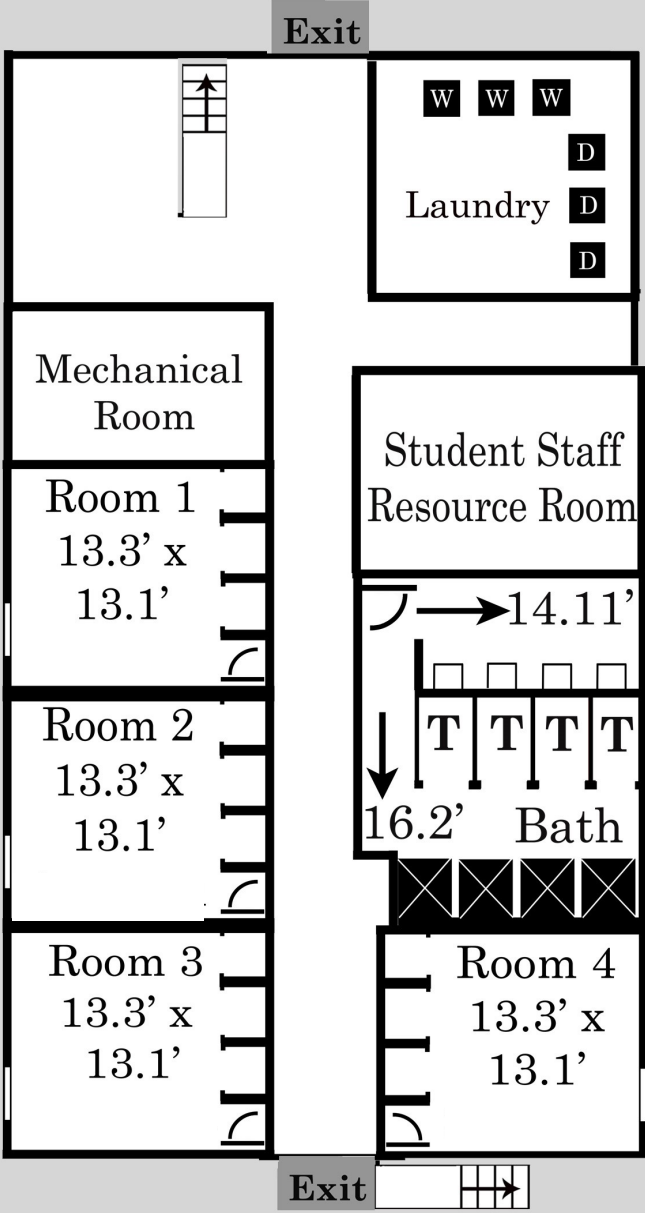 Exit
W W W
D
Laundry D
D
Mechanical
Room
Student Staff
Resource Room
Room 1
13.3’ x
13.1’
14.11’
Room 2
13.3’ x
13.1’
T T T T
16.2’ Bath
Room 3
13.3’ x
13.1’
Room 4
13.3’ x
13.1’
Exit